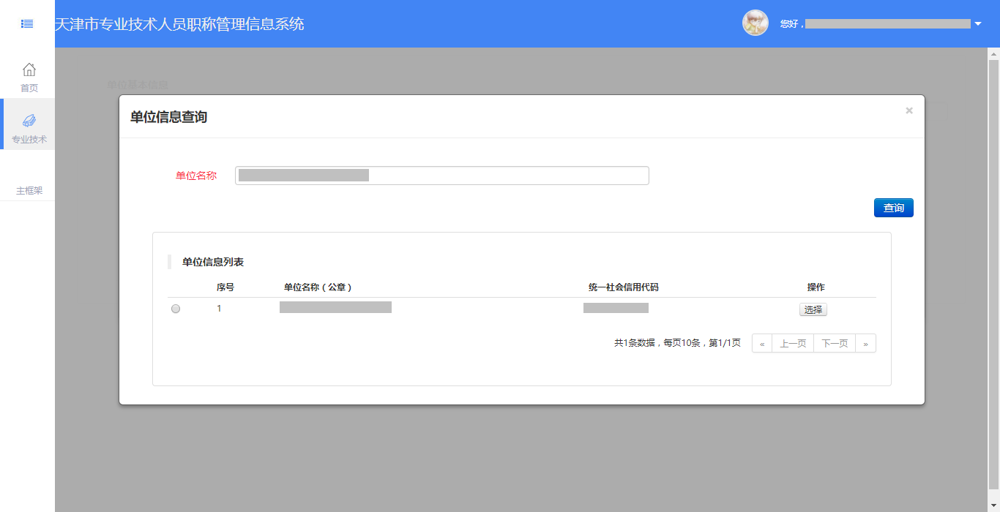 天津市专业技术人员职称管理信息系统
您好，
首页
专业技术
主框架
单位基本信息
单位信息查询
×
单位名称
查询
单位信息列表
序号 单位名称（公章） 统一社会信用代码 操作
1 选择
共1条数据，每页10条，第1/1页 « 上一页 下一页 »